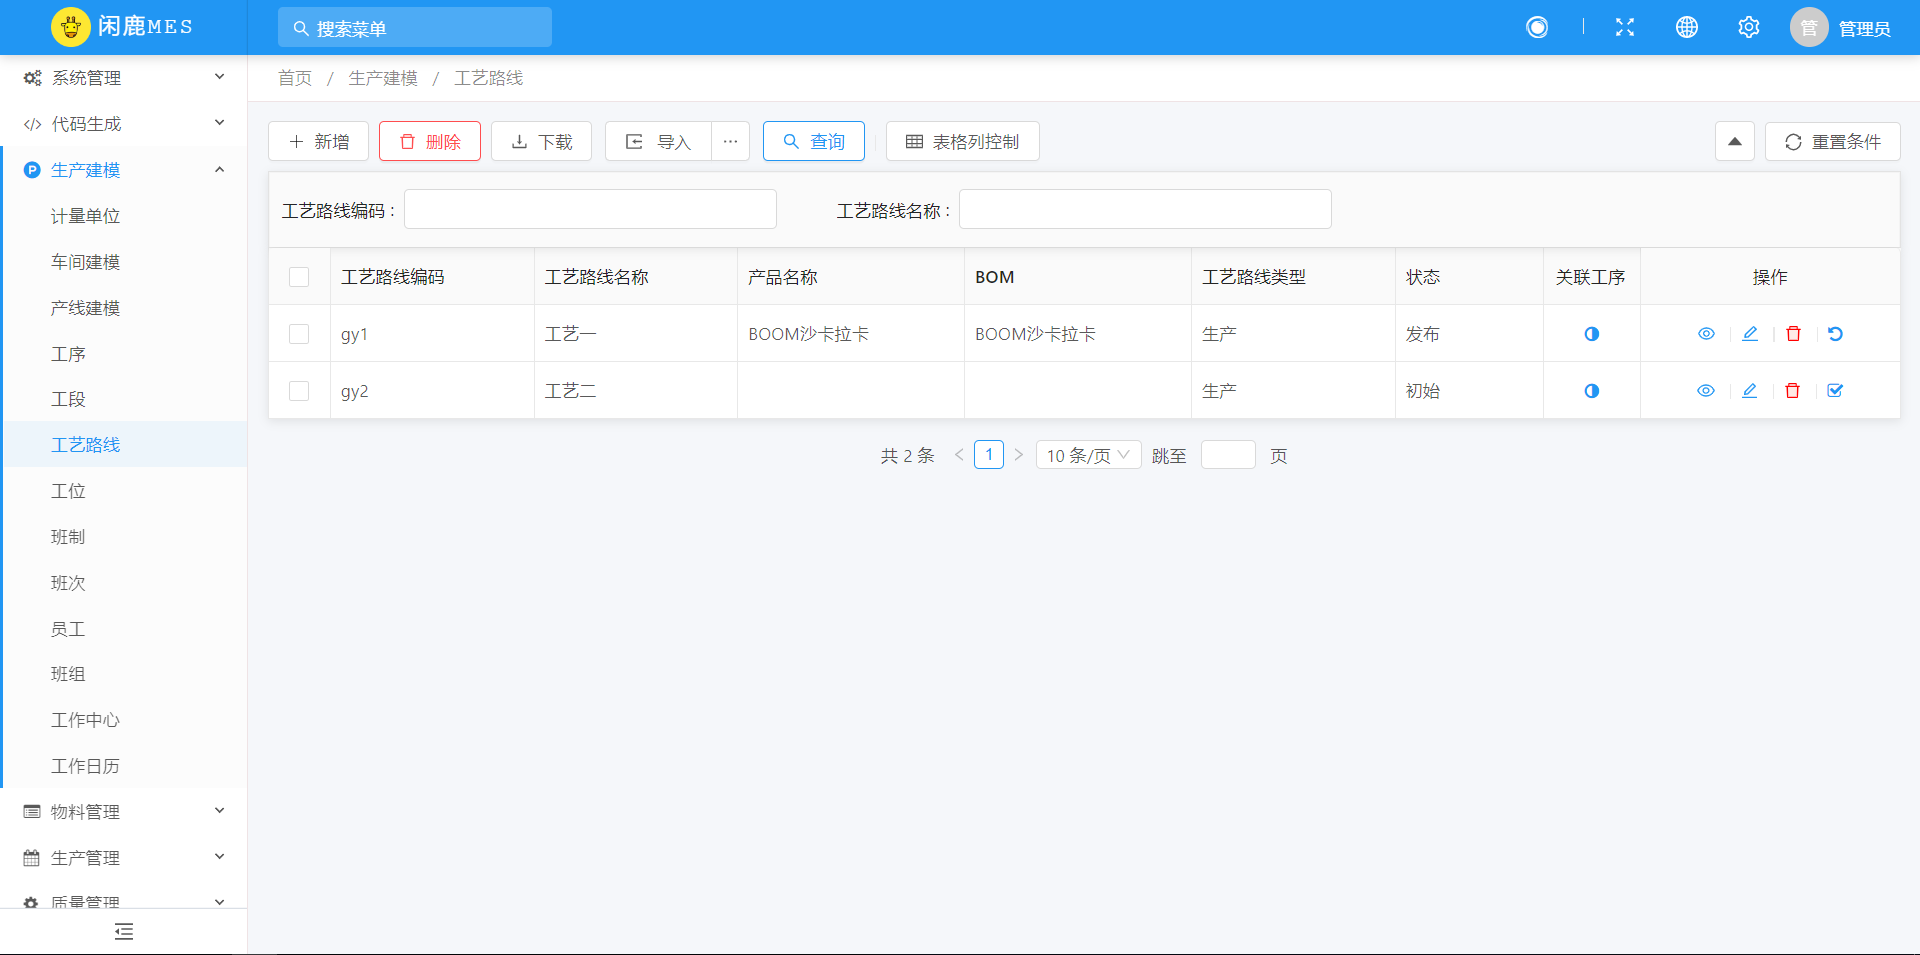 闲鹿MES
搜索菜单
管 管理员
系统管理
代码生成
生产建模
计量单位
车间建模
产线建模
工序
工段
工艺路线
工位
班制
班次
员工
班组
工作中心
工作日历
物料管理
生产管理
质量管理
首页 / 生产建模 / 工艺路线
新增 删除 下载 导入 ··· 查询 表格列控制 重置条件
工艺路线编码： 工艺路线名称：
工艺路线编码 工艺路线名称 产品名称 BOM 工艺路线类型 状态 关联工序 操作
gy1 工艺一 BOOM沙卡拉卡 BOOM沙卡拉卡 生产 发布
gy2 工艺二 生产 初始
共 2 条 < 1 > 10 条/页 跳至 页